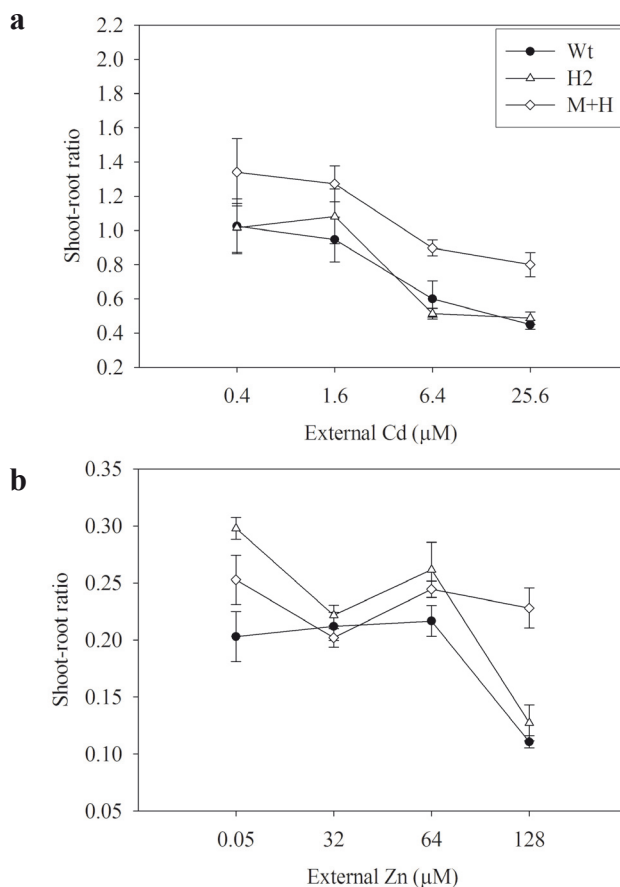 a
2.2
2.0
1.8
1.6
1.4
1.2
1.0
0.8
0.6
0.4
0.2
Shoot-root ratio
Wt
H2
M+H
0.4 1.6 6.4 25.6
External Cd (μM)
b
0.35
0.30
0.25
0.20
0.15
0.10
0.05
Shoot-root ratio
0.05 32 64 128
External Zn (μM)